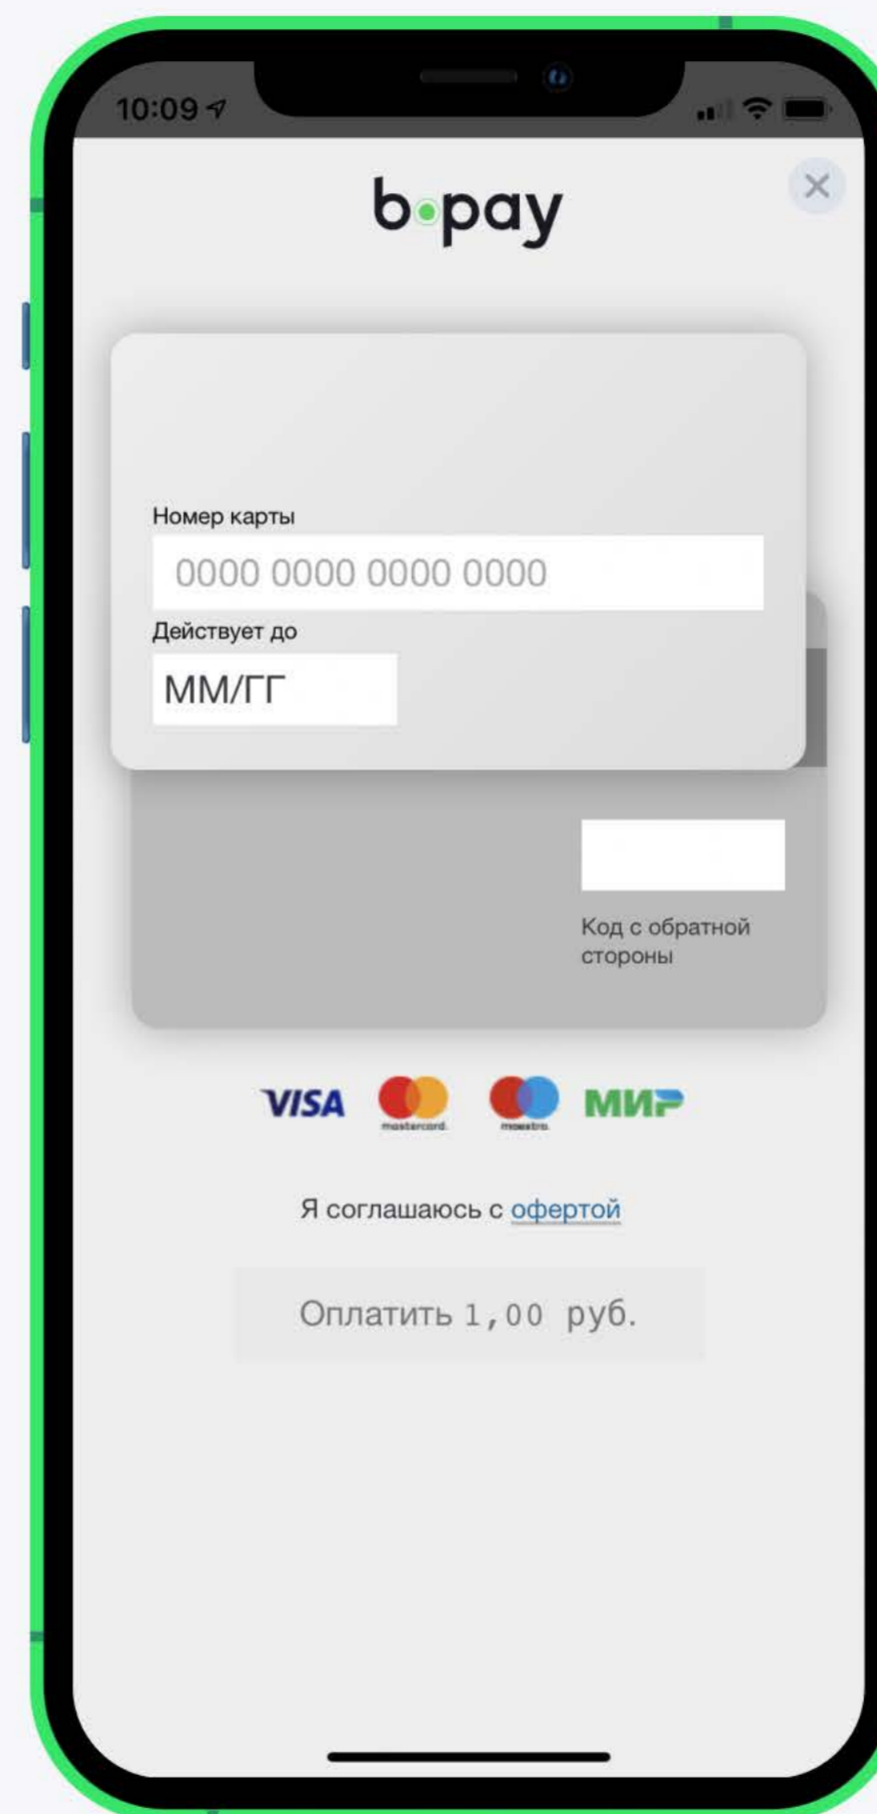 10:09
b•pay
Номер карты
0000 0000 0000 0000
Действует до
ММ/ГГ
Код с обратной
стороны
VISA mastercard. maestro. МИР
Я соглашаюсь с офертой
Оплатить 1,00 руб.